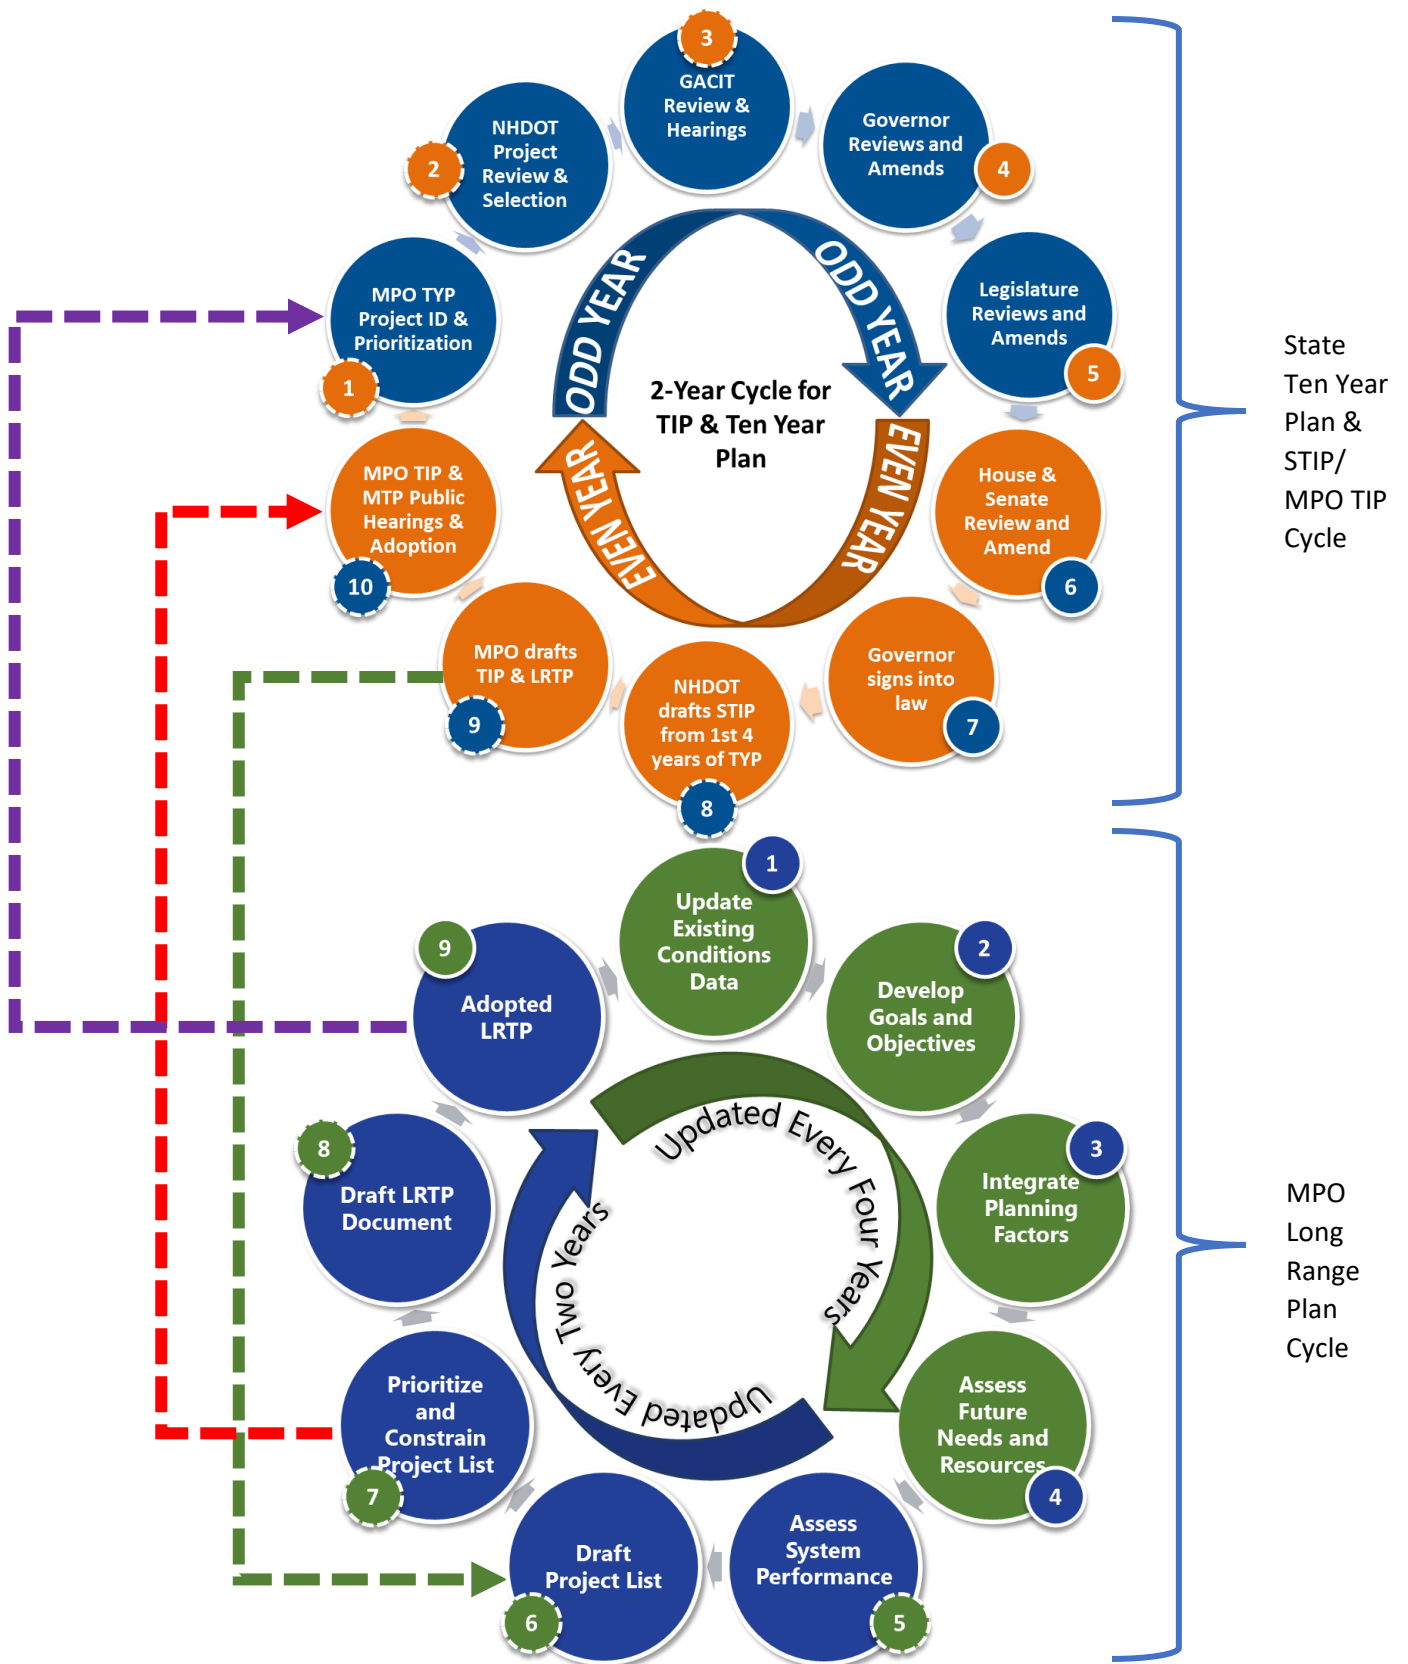 3
GACIT
Review &
Hearings
NHDOT
Project
Review &
Selection
2
Governor
Reviews and
Amends
4
MPO TYP
Project ID &
Prioritization
1
Legislature
Reviews and
Amends
5
ODD YEAR
ODD YEAR
2-Year Cycle for
TIP & Ten Year
Plan
EVEN YEAR
EVEN YEAR
MPO TIP &
MTP Public
Hearings &
Adoption
10
House &
Senate
Review and
Amend
6
MPO drafts
TIP & LRTP
9
NHDOT
drafts STIP
from 1st 4
years of TYP
8
Governor
signs into
law
7
State
Ten Year
Plan &
STIP/
MPO TIP
Cycle
1
Update
Existing
Conditions
Data
9
Adopted
LRTP
2
Develop
Goals and
Objectives
8
Draft LRTP
Document
3
Integrate
Planning
Factors
Updated Every Four Years
Updated Every Two Years
Prioritize
and
Constrain
Project List
7
Assess
Future
Needs and
Resources
4
Draft
Project List
6
Assess
System
Performance
5
MPO
Long
Range
Plan
Cycle